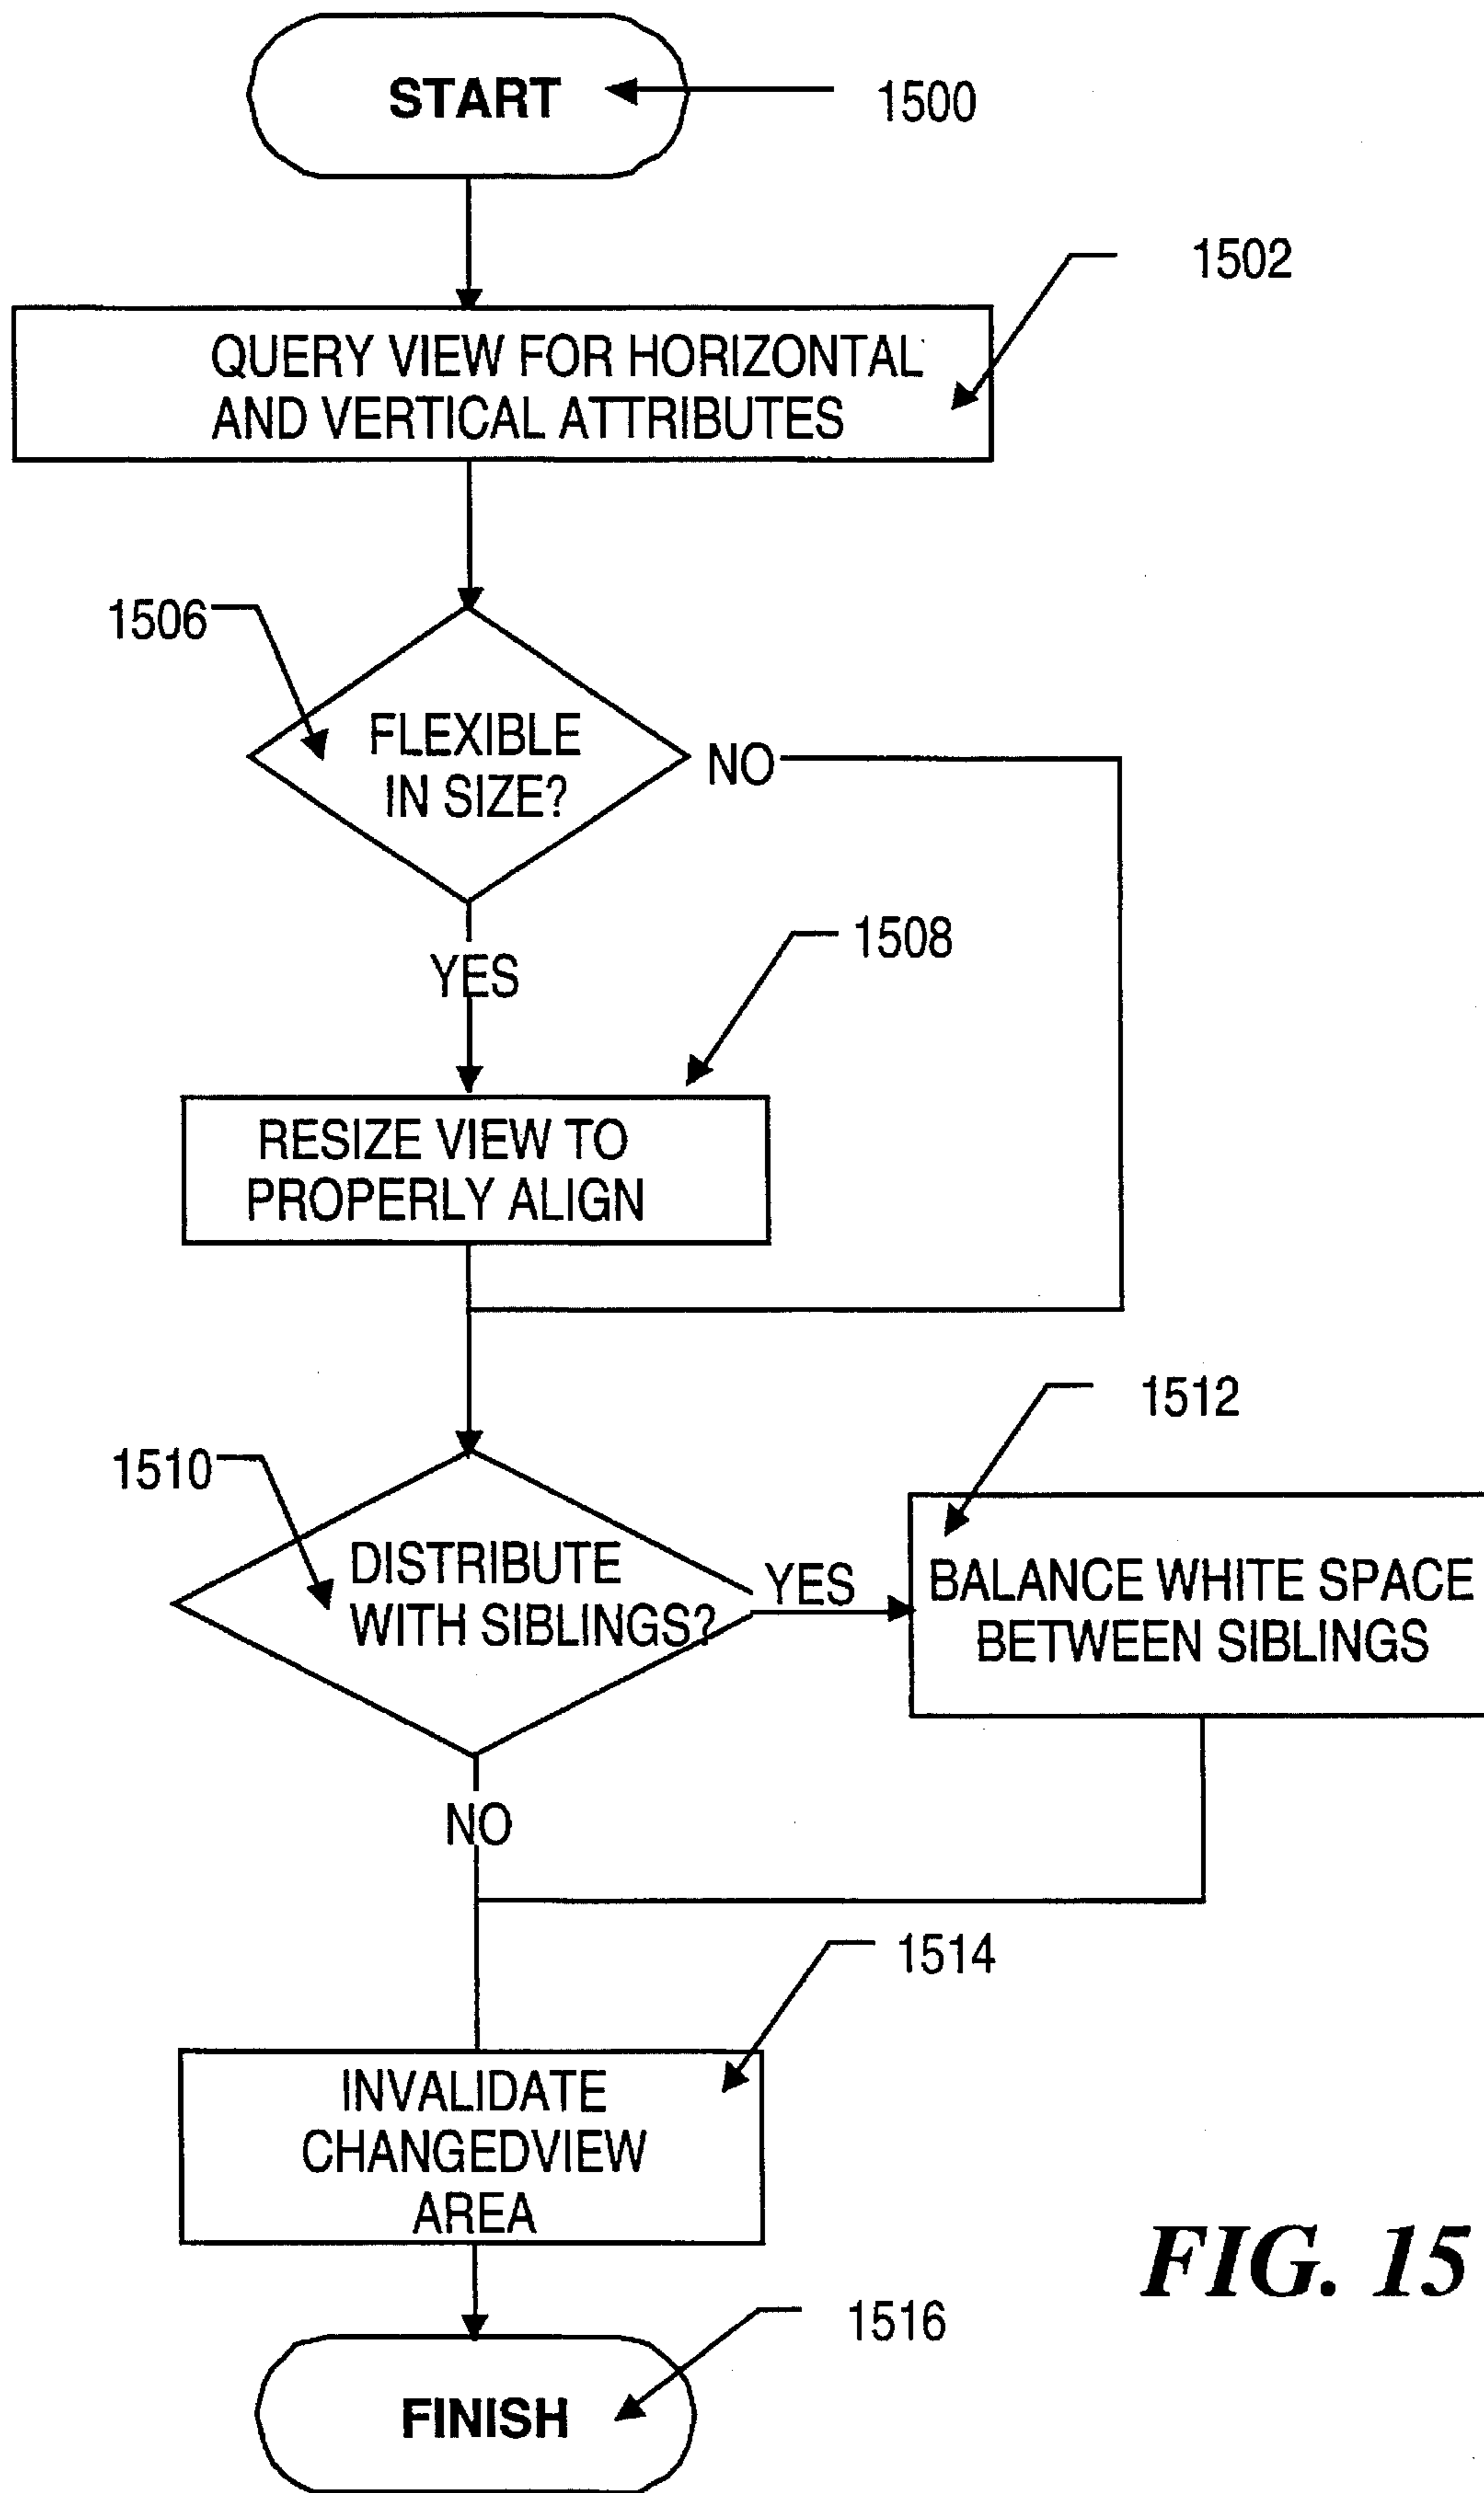 START
1500
1502
QUERY VIEW FOR HORIZONTAL
AND VERTICAL ATTRIBUTES
1506
FLEXIBLE
IN SIZE?
NO
YES
1508
RESIZE VIEW TO
PROPERLY ALIGN
1510
DISTRIBUTE
WITH SIBLINGS?
YES
1512
BALANCE WHITE SPACE
BETWEEN SIBLINGS
NO
1514
INVALIDATE
CHANGEDVIEW
AREA
1516
FINISH
FIG. 15